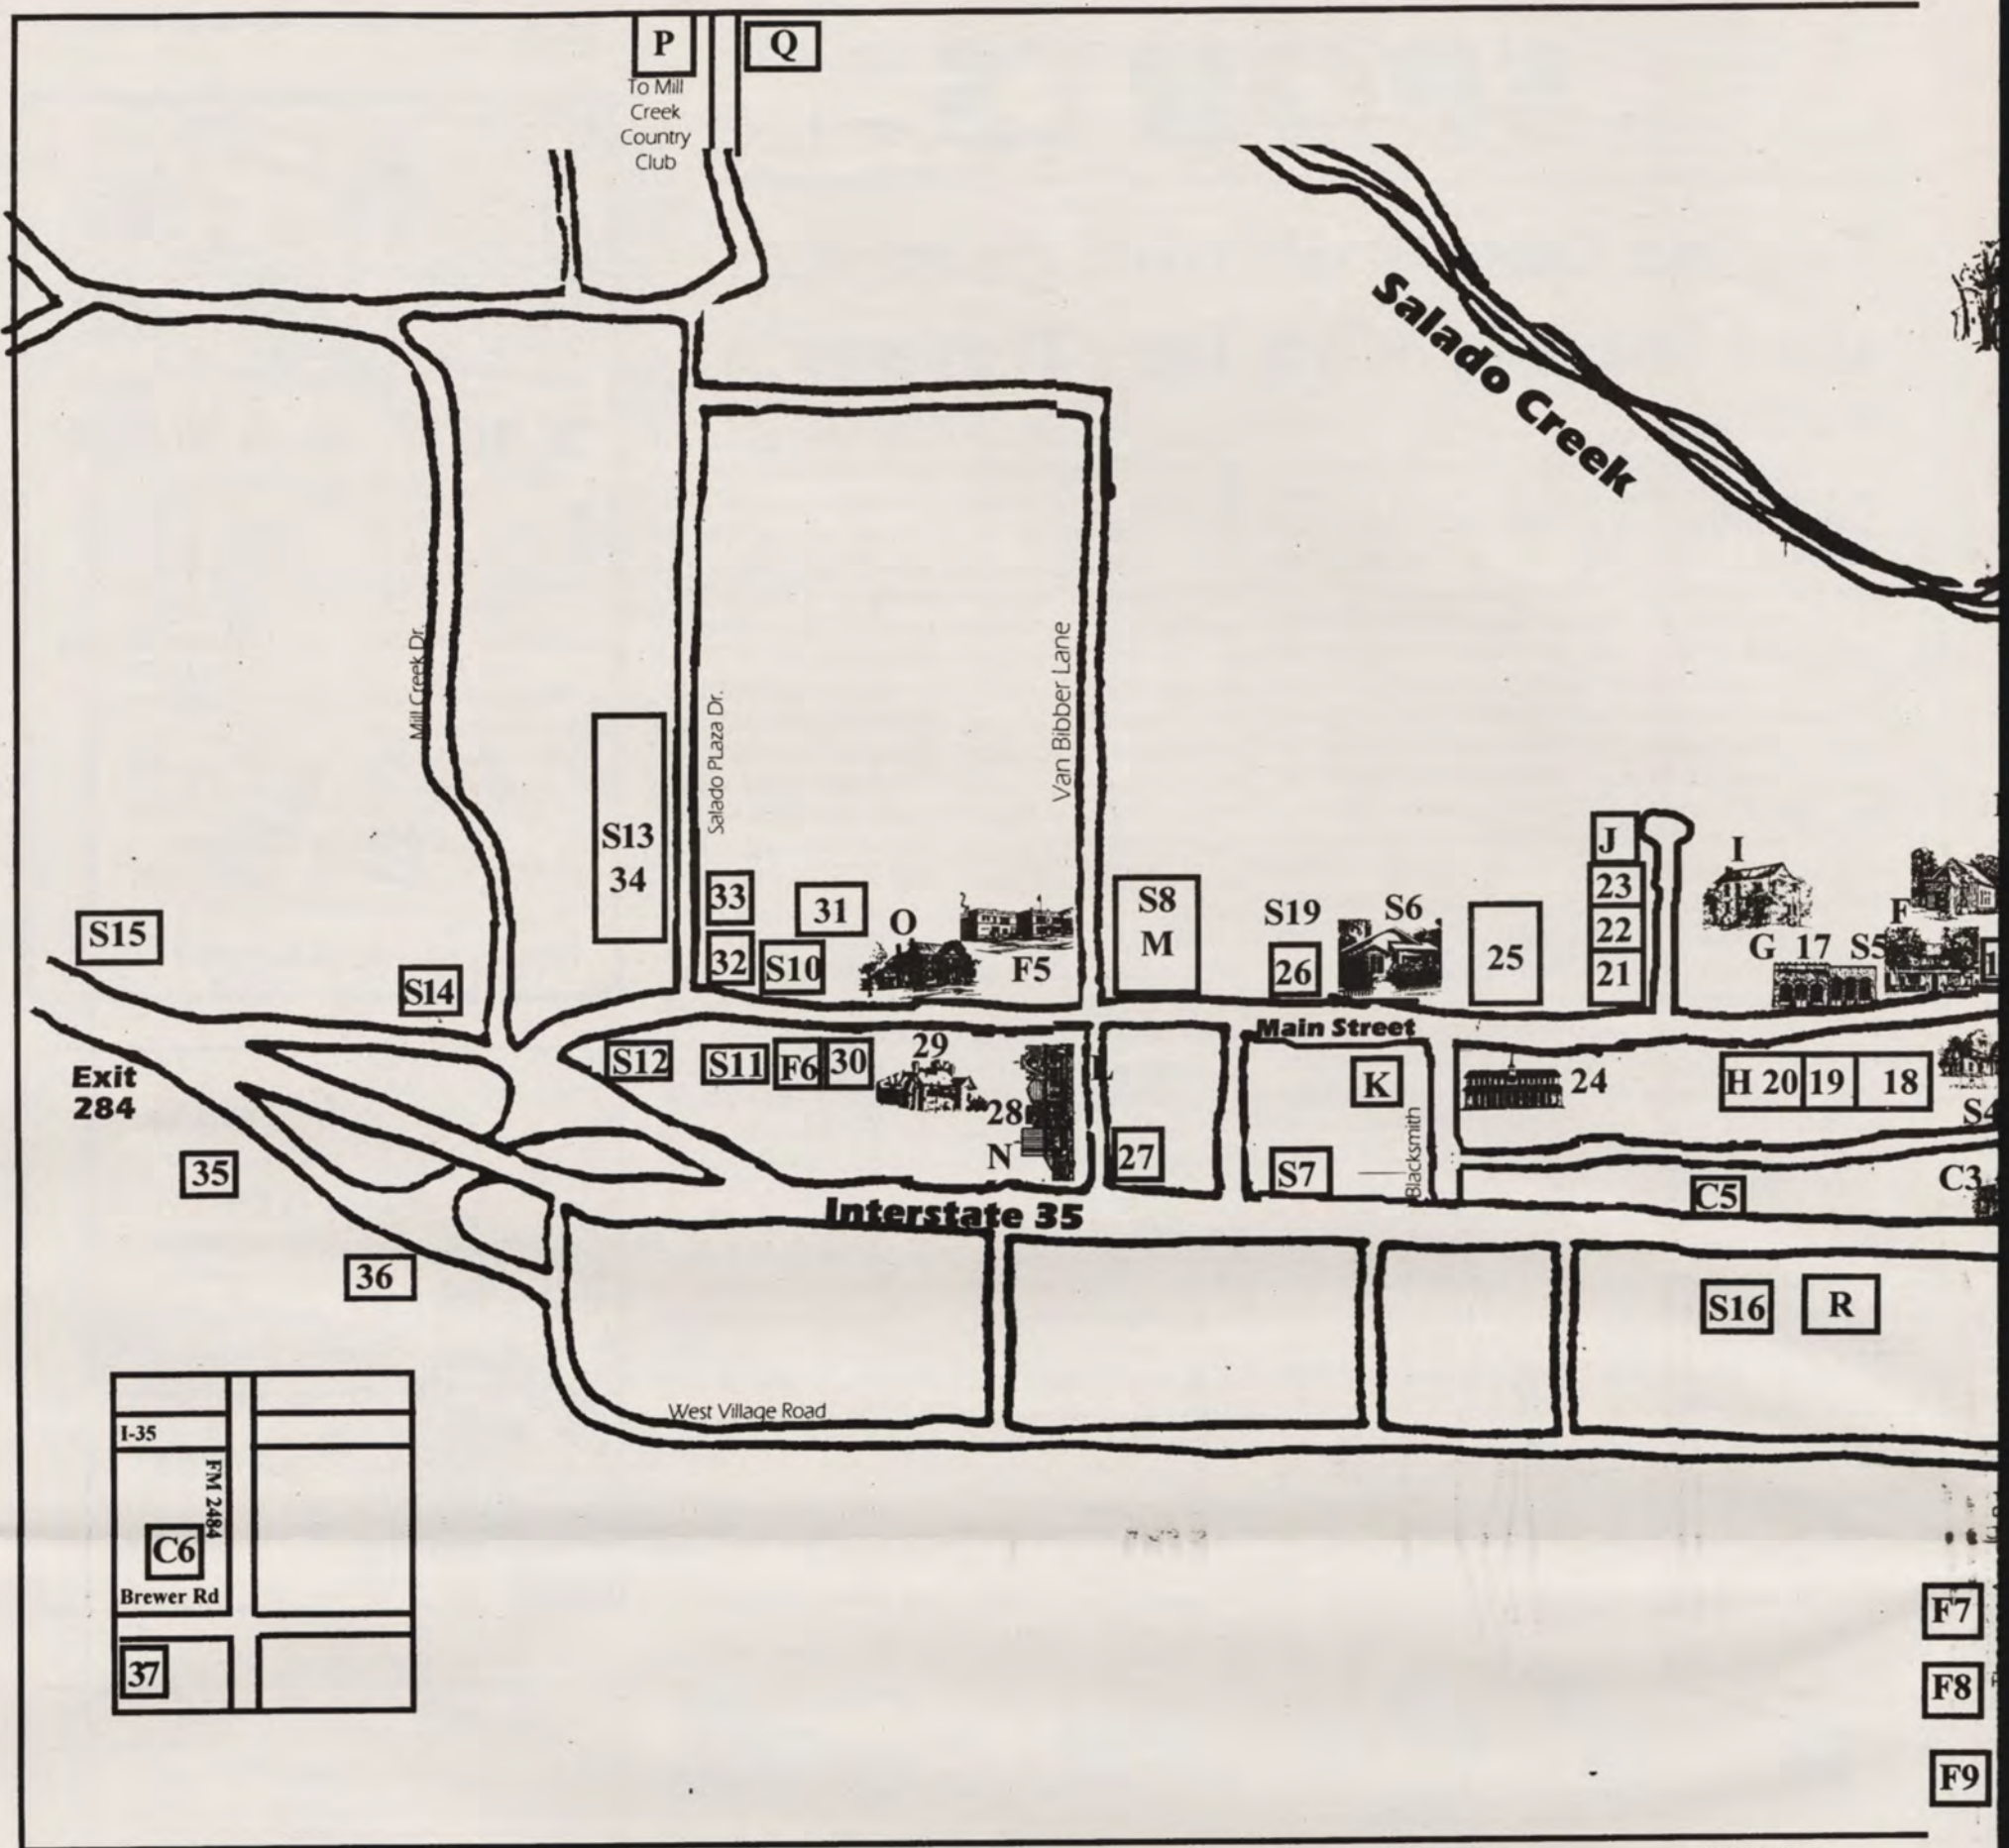 P
Q
To Mill
Creek
Country
Club
Salado Creek
Mill Creek Dr.
Salado PLaza Dr.
Van Bibber Lane
S13
34
33
32
31
S10
O
F5
S8
M
S19
26
S6
25
J
23
22
21
I
F
G 17 S5
S15
S14
Exit
284
Main Street
S12
S11
F6
30
29
28
N
L
27
K
S7
Blacksmith
24
H 20
19
18
S4
C3
C5
35
36
Interstate 35
S16
R
West Village Road
I-35
FM 2484
C6
Brewer Rd
37
F7
F8
F9